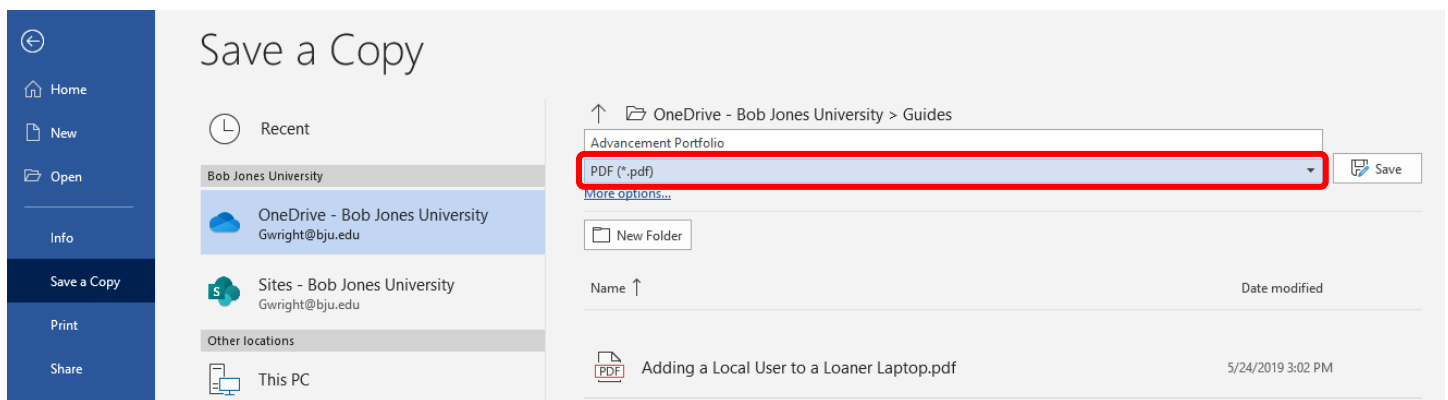 Save a Copy
Home
New
Open
Info
Save a Copy
Print
Share
Recent
Bob Jones University
OneDrive - Bob Jones University
Gwright@bju.edu
S
Sites - Bob Jones University
Gwright@bju.edu
Other locations
This PC
OneDrive - Bob Jones University > Guides
Advancement Portfolio
PDF (*.pdf)
Save
More options...
New Folder
Name ↑ Date modified
PDF Adding a Local User to a Loaner Laptop.pdf 5/24/2019 3:02 PM